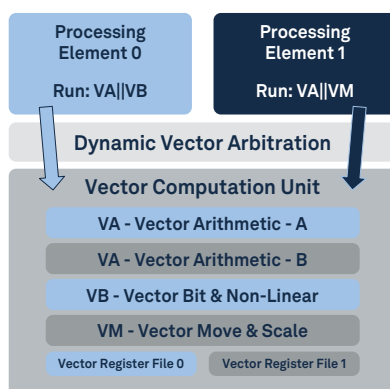 Processing
Element 0
Run: VA||VB
Processing
Element 1
Run: VA||VM
Dynamic Vector Arbitration
Vector Computation Unit
VA - Vector Arithmetic - A
VA - Vector Arithmetic - B
VB - Vector Bit & Non-Linear
VM - Vector Move & Scale
Vector Register File 0
Vector Register File 1